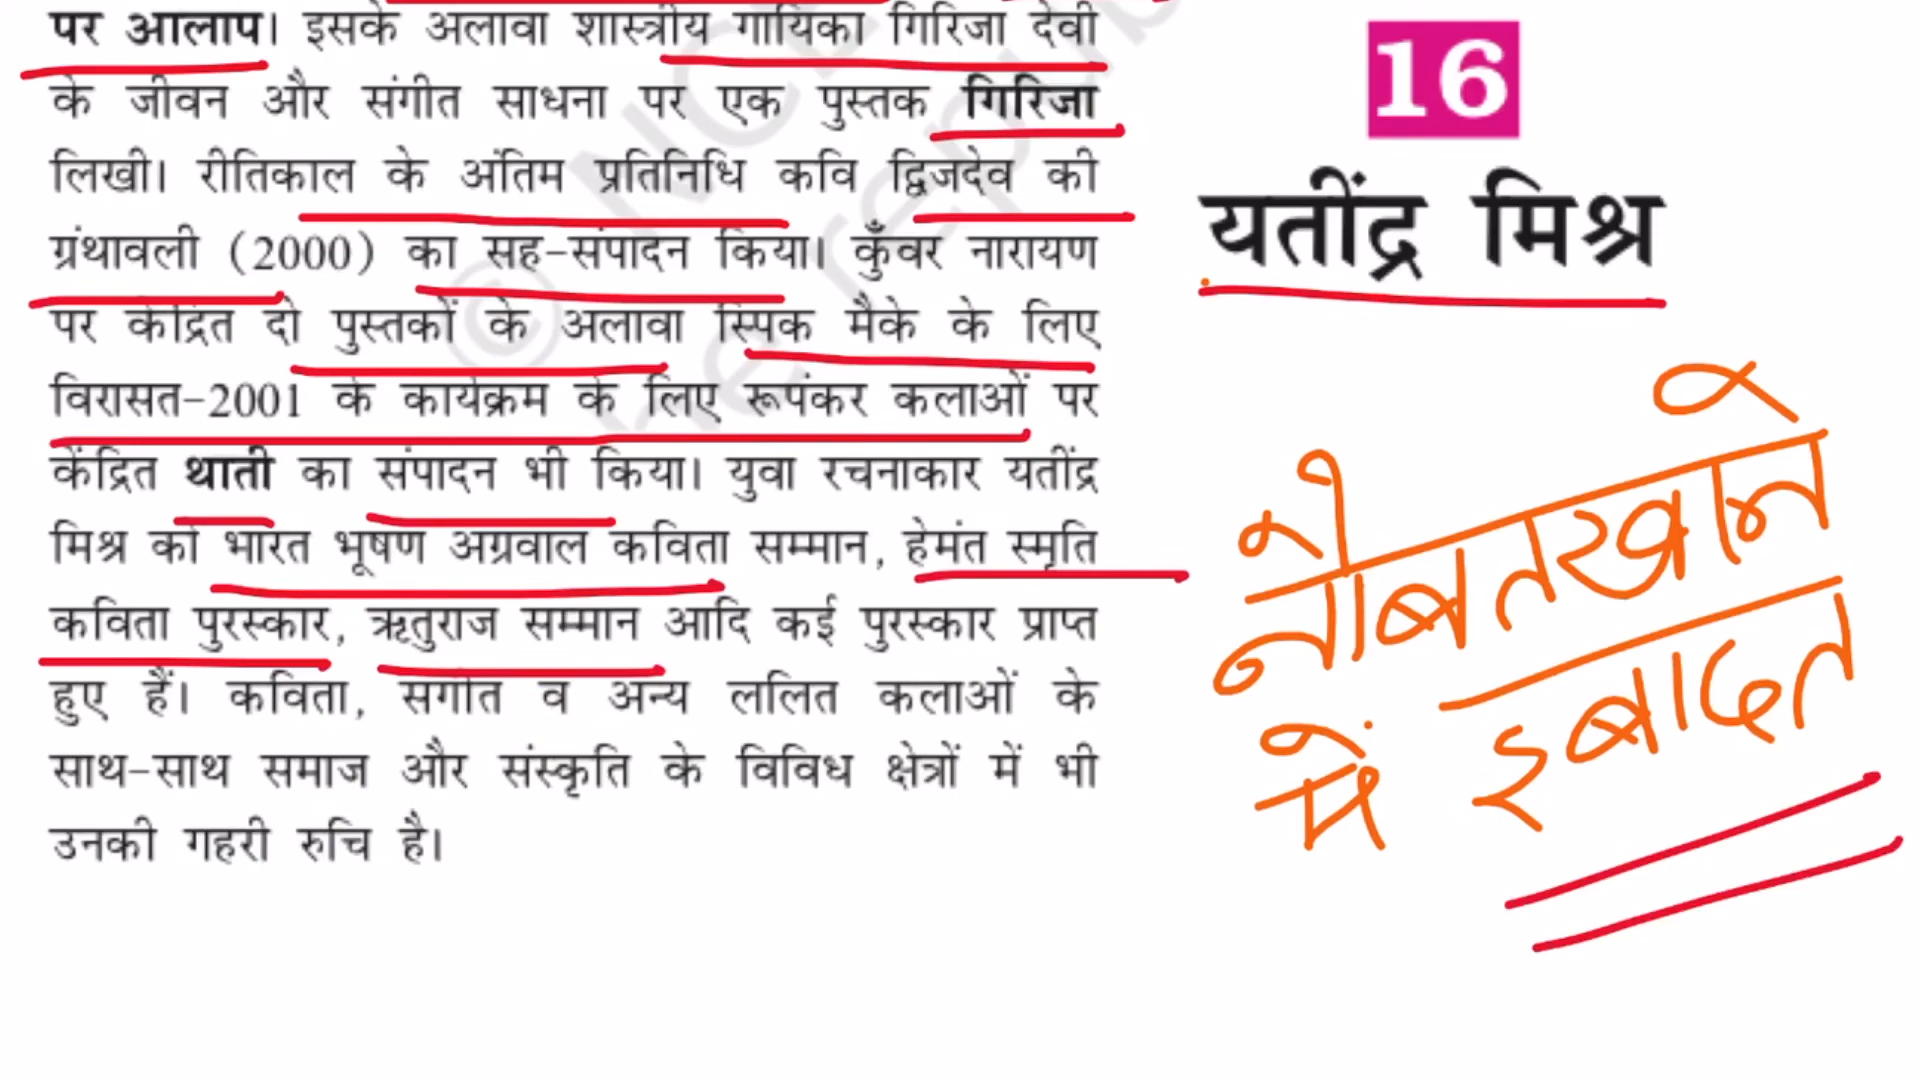 पर आलाप। इसके अलावा शास्त्रीय गायिका गिरिजा देवी
के जीवन और संगीत साधना पर एक पुस्तक गिरिजा
लिखी। रीतिकाल के अंतिम प्रतिनिधि कवि द्विजदेव की
ग्रंथावली (2000) का सह-संपादन किया। कुँवर नारायण
पर केंद्रित दो पुस्तकों के अलावा स्पिक मैके के लिए
विरासत-2001 के कार्यक्रम के लिए रूपंकर कलाओं पर
केंद्रित थाती का संपादन भी किया। युवा रचनाकार यतींद्र
मिश्र को भारत भूषण अग्रवाल कविता सम्मान, हेमंत स्मृति
कविता पुरस्कार, ऋतुराज सम्मान आदि कई पुरस्कार प्राप्त
हुए हैं। कविता, संगीत व अन्य ललित कलाओं के
साथ-साथ समाज और संस्कृति के विविध क्षेत्रों में भी
उनकी गहरी रुचि है।
16
यतींद्र मिश्र
नौबतखाने
में इबादत